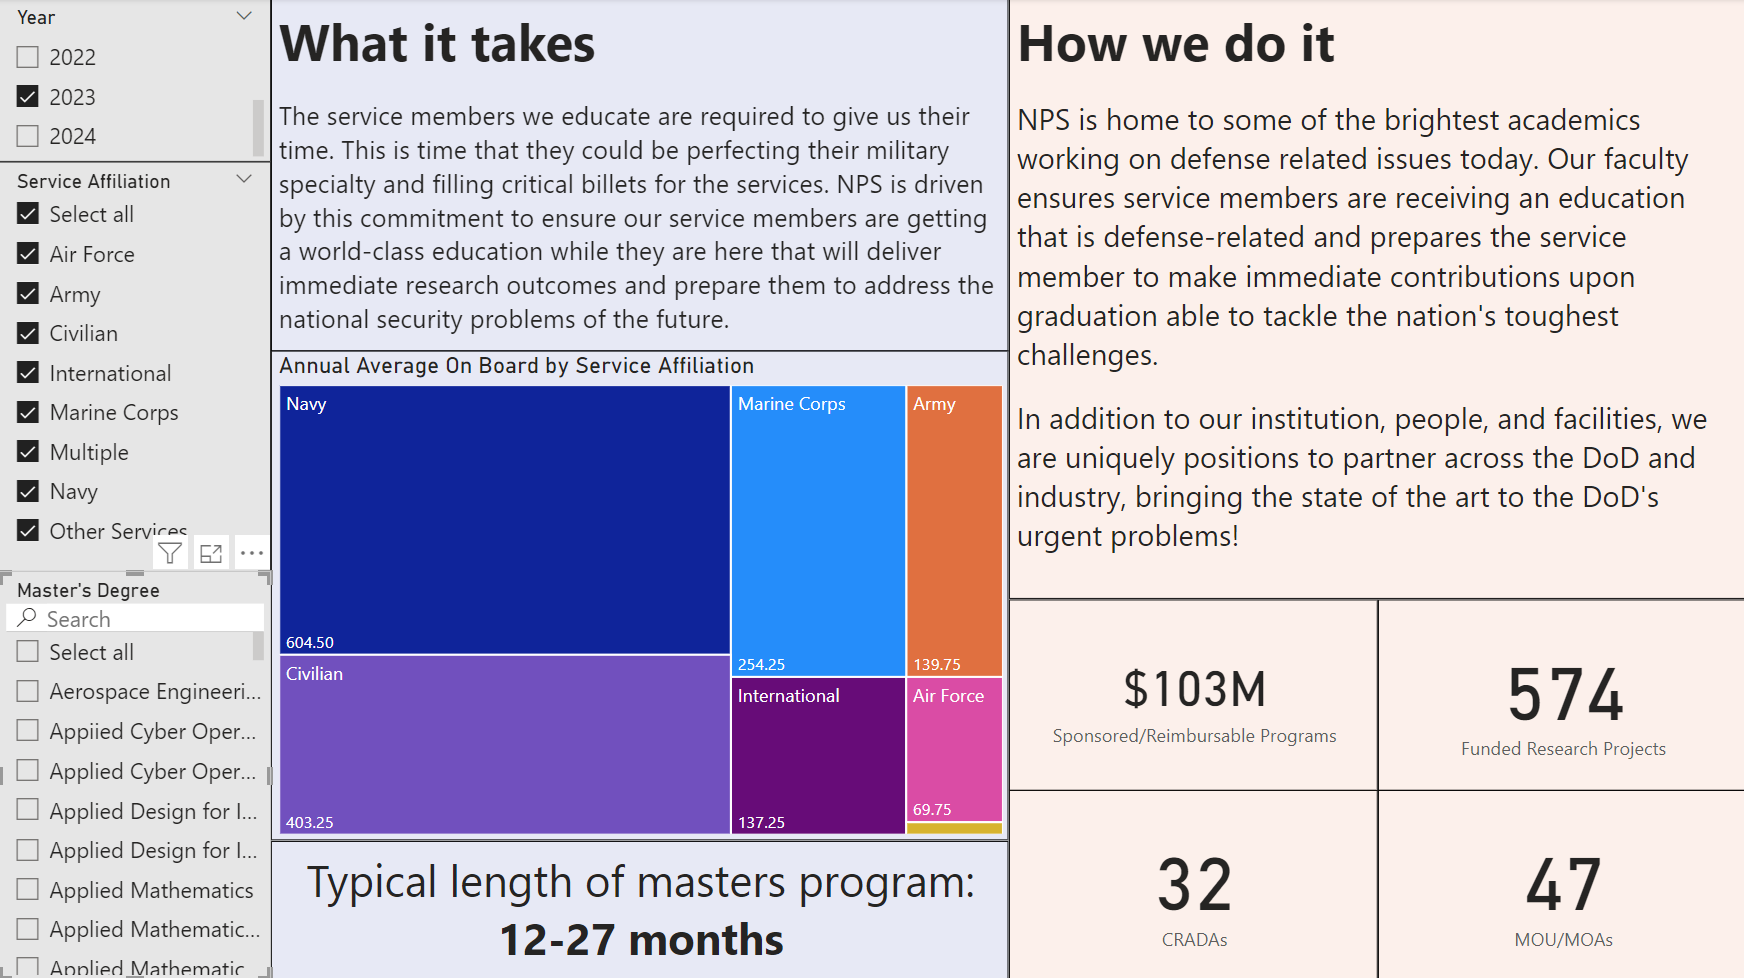 Year
2022
2023
2024
Service Affiliation
Select all
Air Force
Army
Civilian
International
Marine Corps
Multiple
Navy
Other Services
Master's Degree
Search
Select all
Aerospace Engineeri...
Appiied Cyber Oper...
Applied Cyber Oper...
Applied Design for I...
Applied Design for I...
Applied Mathematics
Applied Mathematic...
Applied Mathematic
What it takes
The service members we educate are required to give us their
time. This is time that they could be perfecting their military
specialty and filling critical billets for the services. NPS is driven
by this commitment to ensure our service members are getting
a world-class education while they are here that will deliver
immediate research outcomes and prepare them to address the
national security problems of the future.
Annual Average On Board by Service Affiliation
Navy
604.50
Civilian
403.25
Marine Corps
254.25
International
137.25
Army
139.75
Air Force
69.75
Typical length of masters program:
12-27 months
How we do it
NPS is home to some of the brightest academics
working on defense related issues today. Our faculty
ensures service members are receiving an education
that is defense-related and prepares the service
member to make immediate contributions upon
graduation able to tackle the nation's toughest
challenges.
In addition to our institution, people, and facilities, we
are uniquely positions to partner across the DoD and
industry, bringing the state of the art to the DoD's
urgent problems!
$103M
Sponsored/Reimbursable Programs
574
Funded Research Projects
32
CRADAs
47
MOU/MOAs